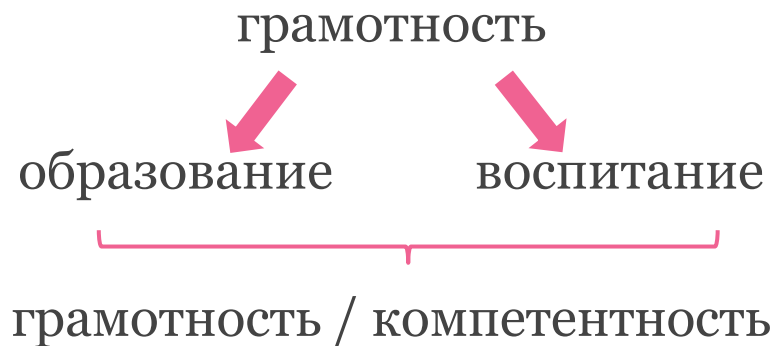 грамотность
образование воспитание
грамотность / компетентность